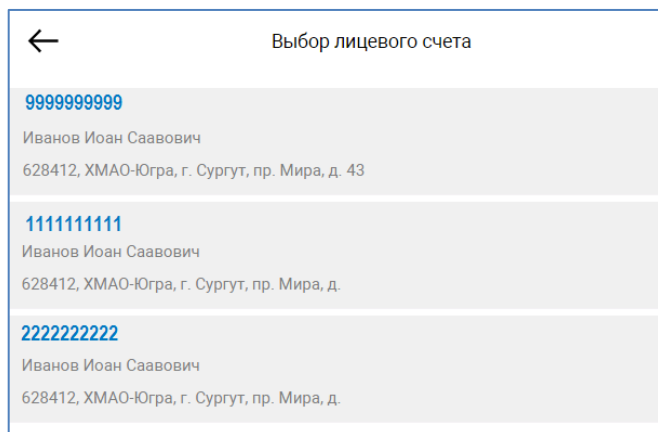 Выбор лицевого счета
9999999999
Иванов Иоан Саавович
628412, ХМАО-Югра, г. Сургут, пр. Мира, д. 43
1111111111
Иванов Иоан Саавович
628412, ХМАО-Югра, г. Сургут, пр. Мира, д.
2222222222
Иванов Иоан Саавович
628412, ХМАО-Югра, г. Сургут, пр. Мира, д.